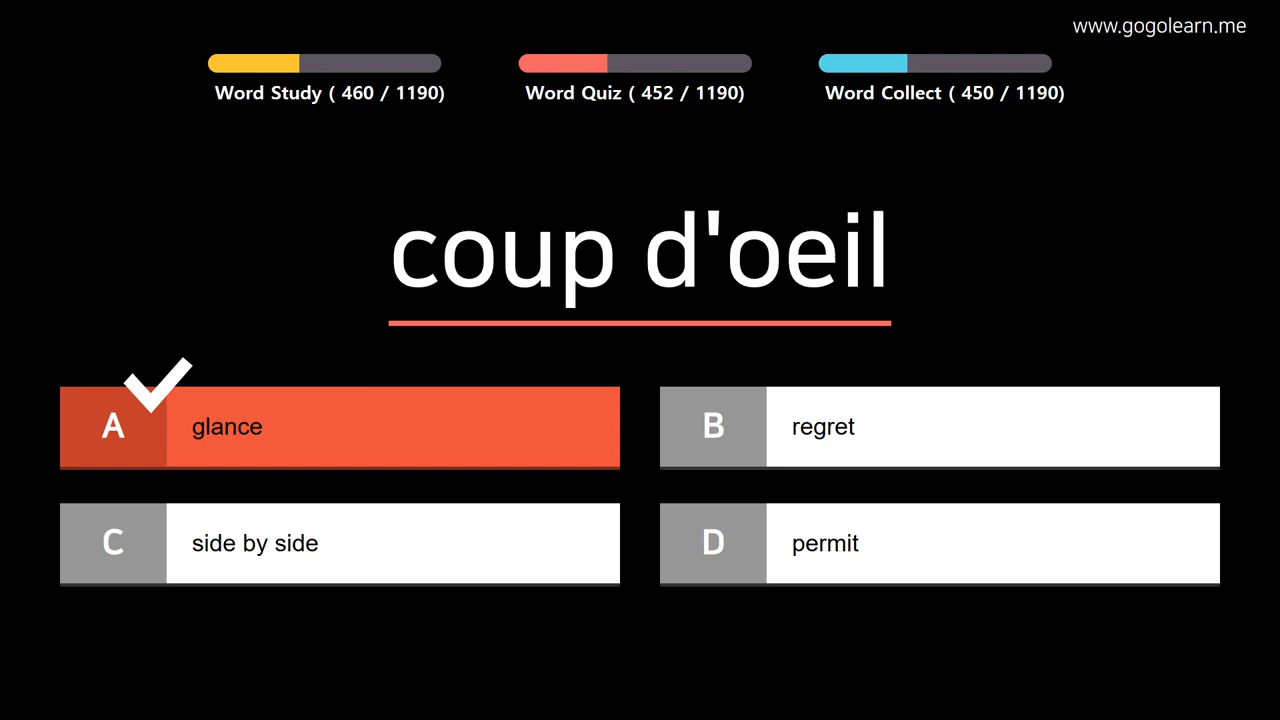 www.gogolearn.me
Word Study ( 460 / 1190)
Word Quiz ( 452 / 1190)
Word Collect ( 450 / 1190)
coup d'oeil
A glance
B regret
C side by side
D permit